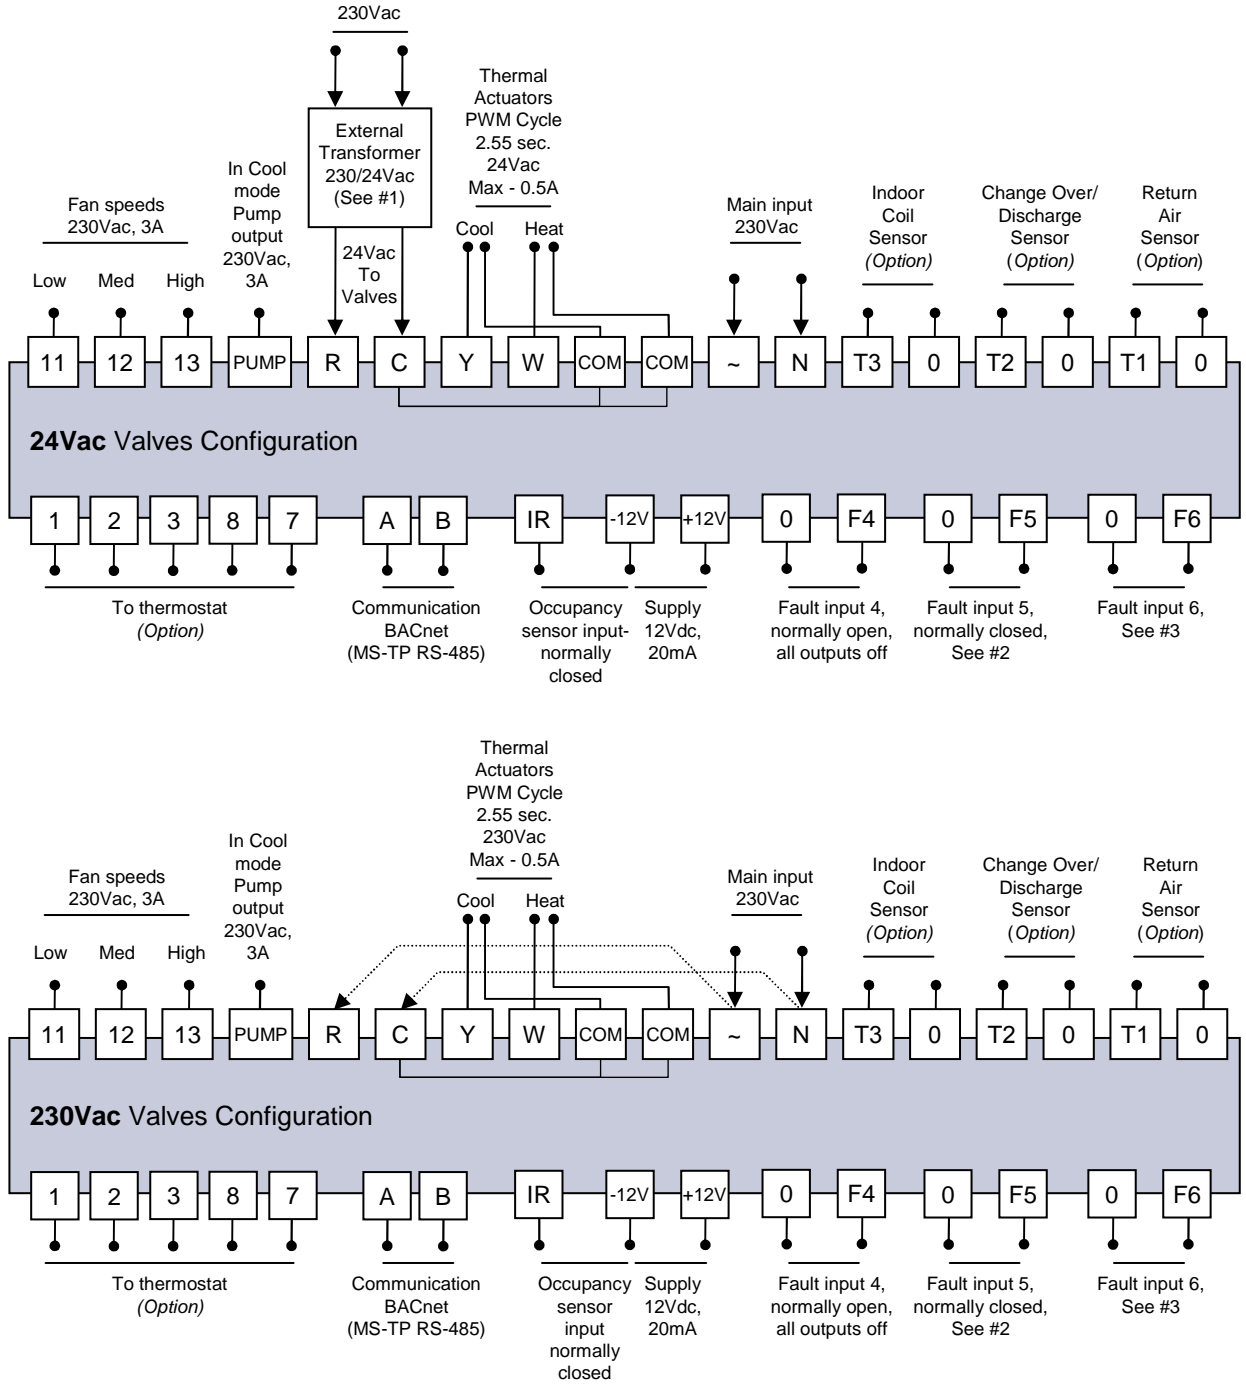 230Vac
External
Transformer
230/24Vac
(See #1)
Thermal
Actuators
PWM Cycle
2.55 sec.
24Vac
Max - 0.5A
Cool
Heat
In Cool
mode
Pump
output
230Vac,
3A
Fan speeds
230Vac, 3A
Low
Med
High
24Vac
To
Valves
Main input
230Vac
Indoor
Coil
Sensor
(Option)
Change Over/
Discharge
Sensor
(Option)
Return
Air
Sensor
(Option)
11
12
13
PUMP
R
C
Y
W
COM
COM
~
N
T3
0
T2
0
T1
0
24Vac Valves Configuration
1
2
3
8
7
A
B
IR
-12V
+12V
0
F4
0
F5
0
F6
To thermostat
(Option)
Communication
BACnet
(MS-TP RS-485)
Occupancy
sensor input-
normally
closed
Supply
12Vdc,
20mA
Fault input 4,
normally open,
all outputs off
Fault input 5,
normally closed,
See #2
Fault input 6,
See #3
Thermal
Actuators
PWM Cycle
2.55 sec.
230Vac
Max - 0.5A
Cool
Heat
In Cool
mode
Pump
output
230Vac,
3A
Fan speeds
230Vac, 3A
Low
Med
High
Main input
230Vac
Indoor
Coil
Sensor
(Option)
Change Over/
Discharge
Sensor
(Option)
Return
Air
Sensor
(Option)
11
12
13
PUMP
R
C
Y
W
COM
COM
~
N
T3
0
T2
0
T1
0
230Vac Valves Configuration
1
2
3
8
7
A
B
IR
-12V
+12V
0
F4
0
F5
0
F6
To thermostat
(Option)
Communication
BACnet
(MS-TP RS-485)
Occupancy
sensor
input
normally
closed
Supply
12Vdc,
20mA
Fault input 4,
normally open,
all outputs off
Fault input 5,
normally closed,
See #2
Fault input 6,
See #3